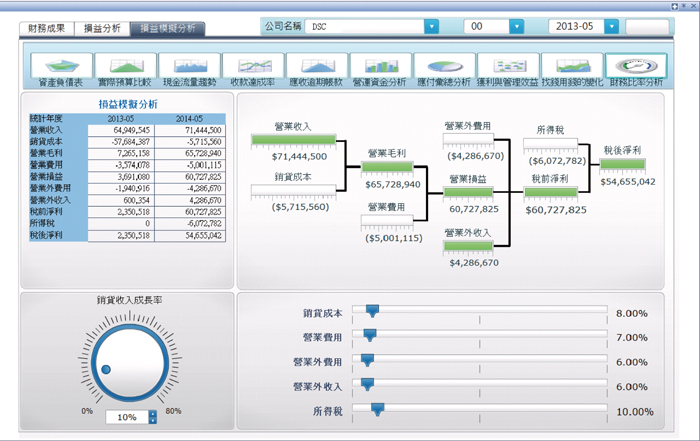 財務成果 損益分析 損益模擬分析 公司名稱 DSC 00 2013-05
資產負債表 實際預算比較 現金流量趨勢 收款達成率 應收逾期帳款 營運資金分析 應付彙總分析 獲利與管理效益 找錢用錢的變化 財務比率分析
損益模擬分析
統計年度 2013-05 2014-05
營業收入 64,949,545 71,444,500
銷貨成本 -57,684,387 -5,715,560
營業毛利 7,265,158 65,728,940
營業費用 -3,574,078 -5,001,115
營業損益 3,691,080 60,727,825
營業外費用 -1,940,916 -4,286,670
營業外收入 600,354 4,286,670
稅前淨利 2,350,518 60,727,825
所得稅 0 -6,072,782
稅後淨利 2,350,518 54,655,042
營業收入
$71,444,500
銷貨成本
($5,715,560)
營業毛利
$65,728,940
營業費用
($5,001,115)
營業外費用
($4,286,670)
營業損益
60,727,825
營業外收入
$4,286,670
所得稅
($6,072,782)
稅前淨利
$60,727,825
稅後淨利
$54,655,042
銷貨收入成長率
0% 80%
10%
銷貨成本 8.00%
營業費用 7.00%
營業外費用 6.00%
營業外收入 6.00%
所得稅 10.00%